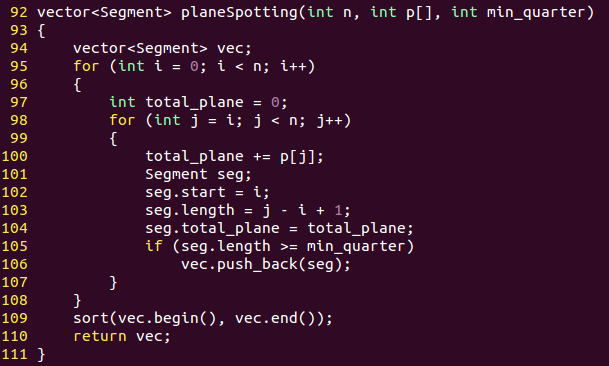 92 vector<Segment> planeSpotting(int n, int p[], int min_quarter)
93 {
94     vector<Segment> vec;
95     for (int i = 0; i < n; i++)
96     {
97         int total_plane = 0;
98         for (int j = i; j < n; j++)
99         {
100             total_plane += p[j];
101             Segment seg;
102             seg.start = i;
103             seg.length = j - i + 1;
104             seg.total_plane = total_plane;
105             if (seg.length >= min_quarter)
106                 vec.push_back(seg);
107         }
108     }
109     sort(vec.begin(), vec.end());
110     return vec;
111 }